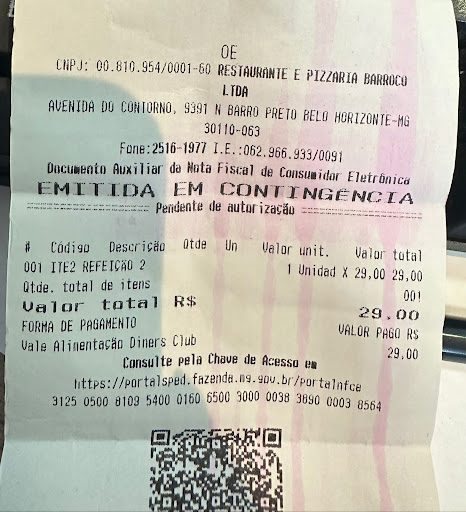 OE
CNPJ: 00.810.954/0001-60 RESTAURANTE E PIZZARIA BARROCO
LTDA
AVENIDA DO CONTORNO, 9391 N BARRO PRETO BELO HORIZONTE-MG
30110-063
Fone:2516-1977 I.E.:062.966.933/0091
Documento Auxiliar da Nota Fiscal de Consumidor Eletrônica
EMITIDA EM CONTINGÊNCIA
Pendente de autorização
# Código Descrição Qtde Un Valor unit. Valor total
001 ITE2 REFEIÇÃO 2 1 Unidad X 29,00 29,00
Qtde. total de itens 001
Valor total R$ 29,00
FORMA DE PAGAMENTO VALOR PAGO R$
Vale Alimentação Diners Club 29,00
Consulte pela Chave de Acesso em
https://portalsped.fazenda.mg.gov.br/portalnfce
3125 0500 8109 5400 0160 6500 3000 0038 3890 0003 8564